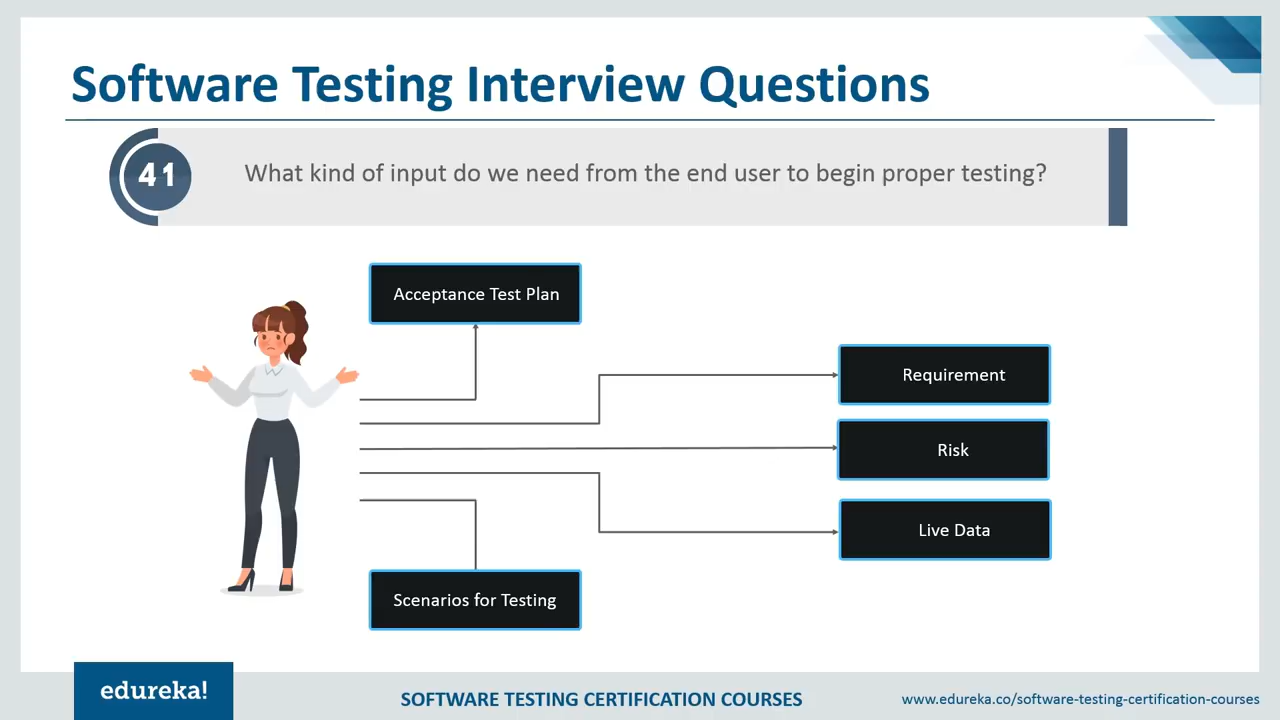 Software Testing Interview Questions
41
What kind of input do we need from the end user to begin proper testing?
Acceptance Test Plan
Requirement
Risk
Live Data
Scenarios for Testing
edureka!
SOFTWARE TESTING CERTIFICATION COURSES
www.edureka.co/software-testing-certification-courses